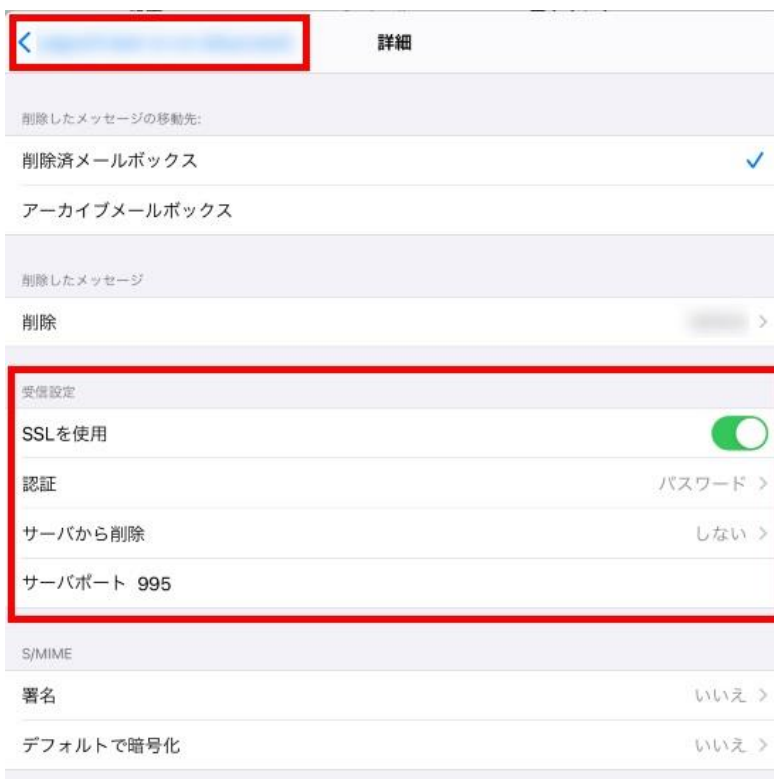 詳細
削除したメッセージの移動先:
削除済メールボックス
アーカイブメールボックス
削除したメッセージ
削除
受信設定
SSLを使用
認証 パスワード
サーバから削除 しない
サーバポート 995
S/MIME
署名 いいえ
デフォルトで暗号化 いいえ